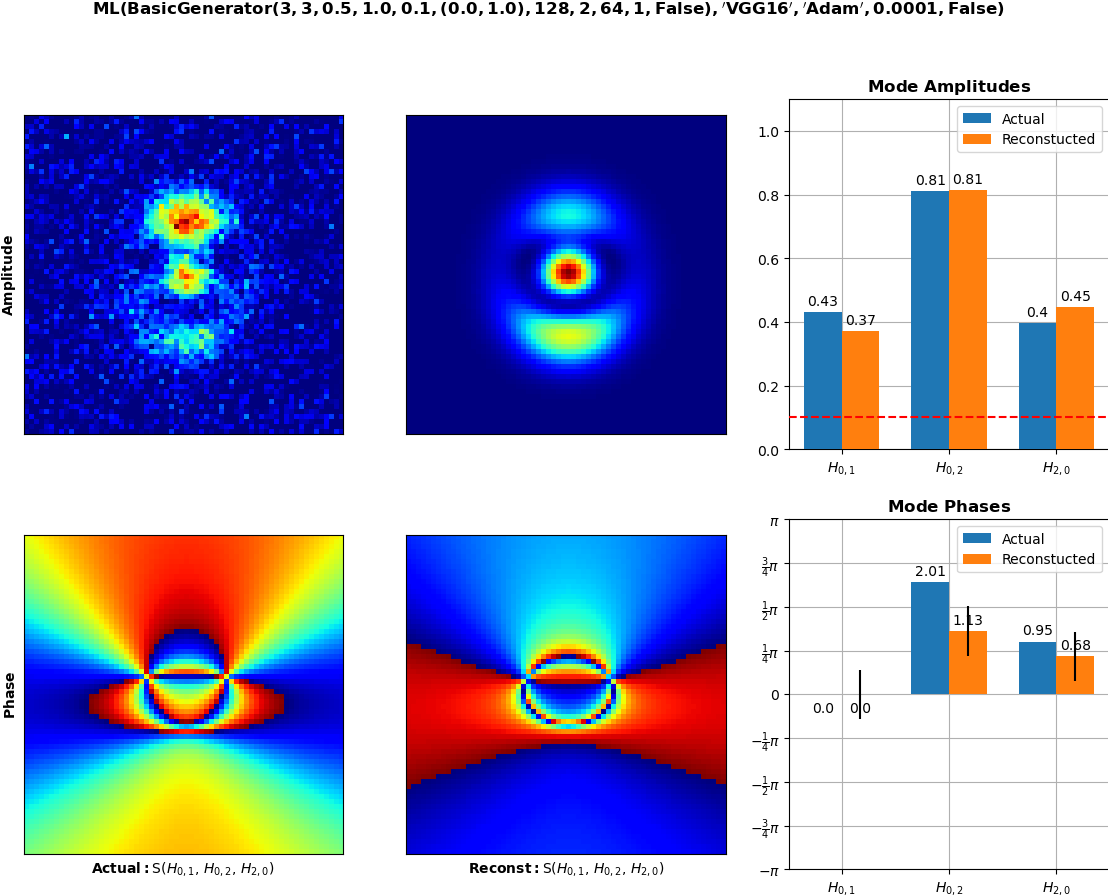 ML(BasicGenerator(3, 3, 0.5, 1.0, 0.1, (0.0, 1.0), 128, 2, 64, 1, False), ′VGG16′, ′Adam′, 0.0001, False)
Amplitude
Mode Amplitudes
Actual
Reconstucted
1.0
0.8
0.6
0.4
0.2
0.0
0.43
0.37
0.81
0.81
0.4
0.45
H0,1
H0,2
H2,0
Phase
Actual: S(H0,1, H0,2, H2,0)
Reconst: S(H0,1, H0,2, H2,0)
Mode Phases
Actual
Reconstucted
π
3/4π
1/2π
1/4π
0
−1/4π
−1/2π
−3/4π
−π
0.0
0.0
2.01
1.13
0.95
0.68
H0,1
H0,2
H2,0